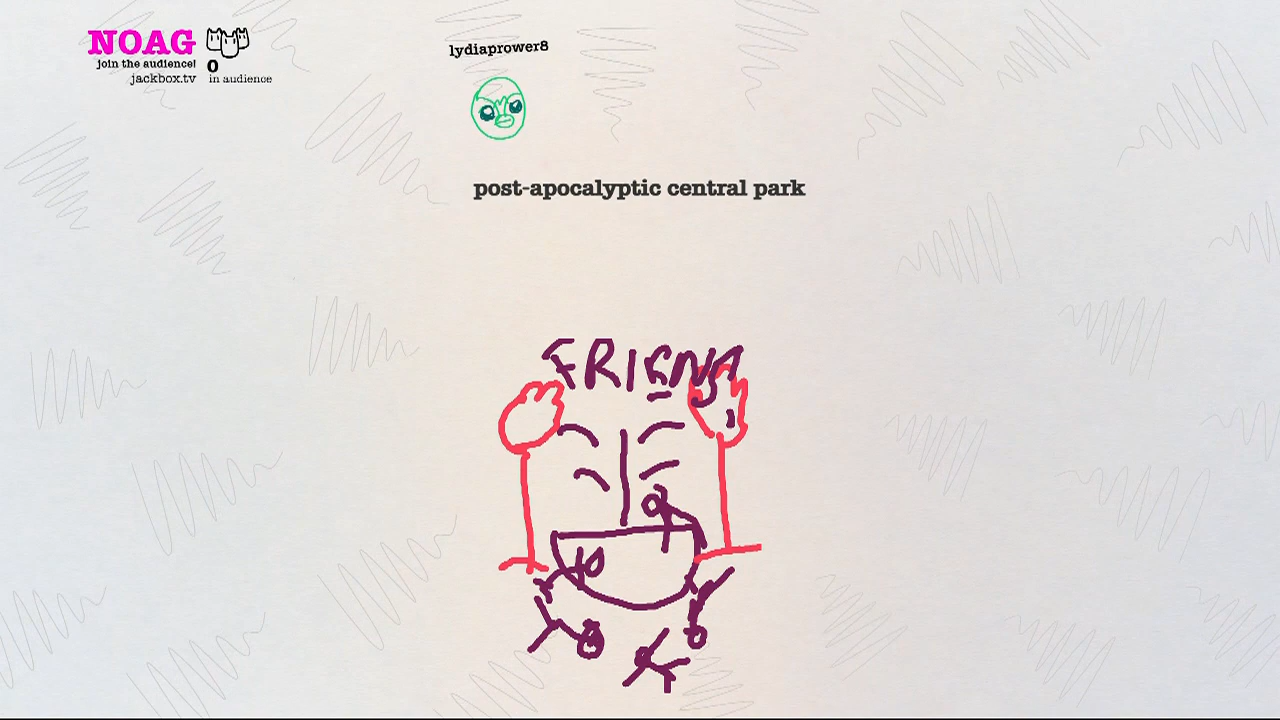 NOAG
join the audience!
jackbox.tv
0
in audience
lydiaprower8
post-apocalyptic central park